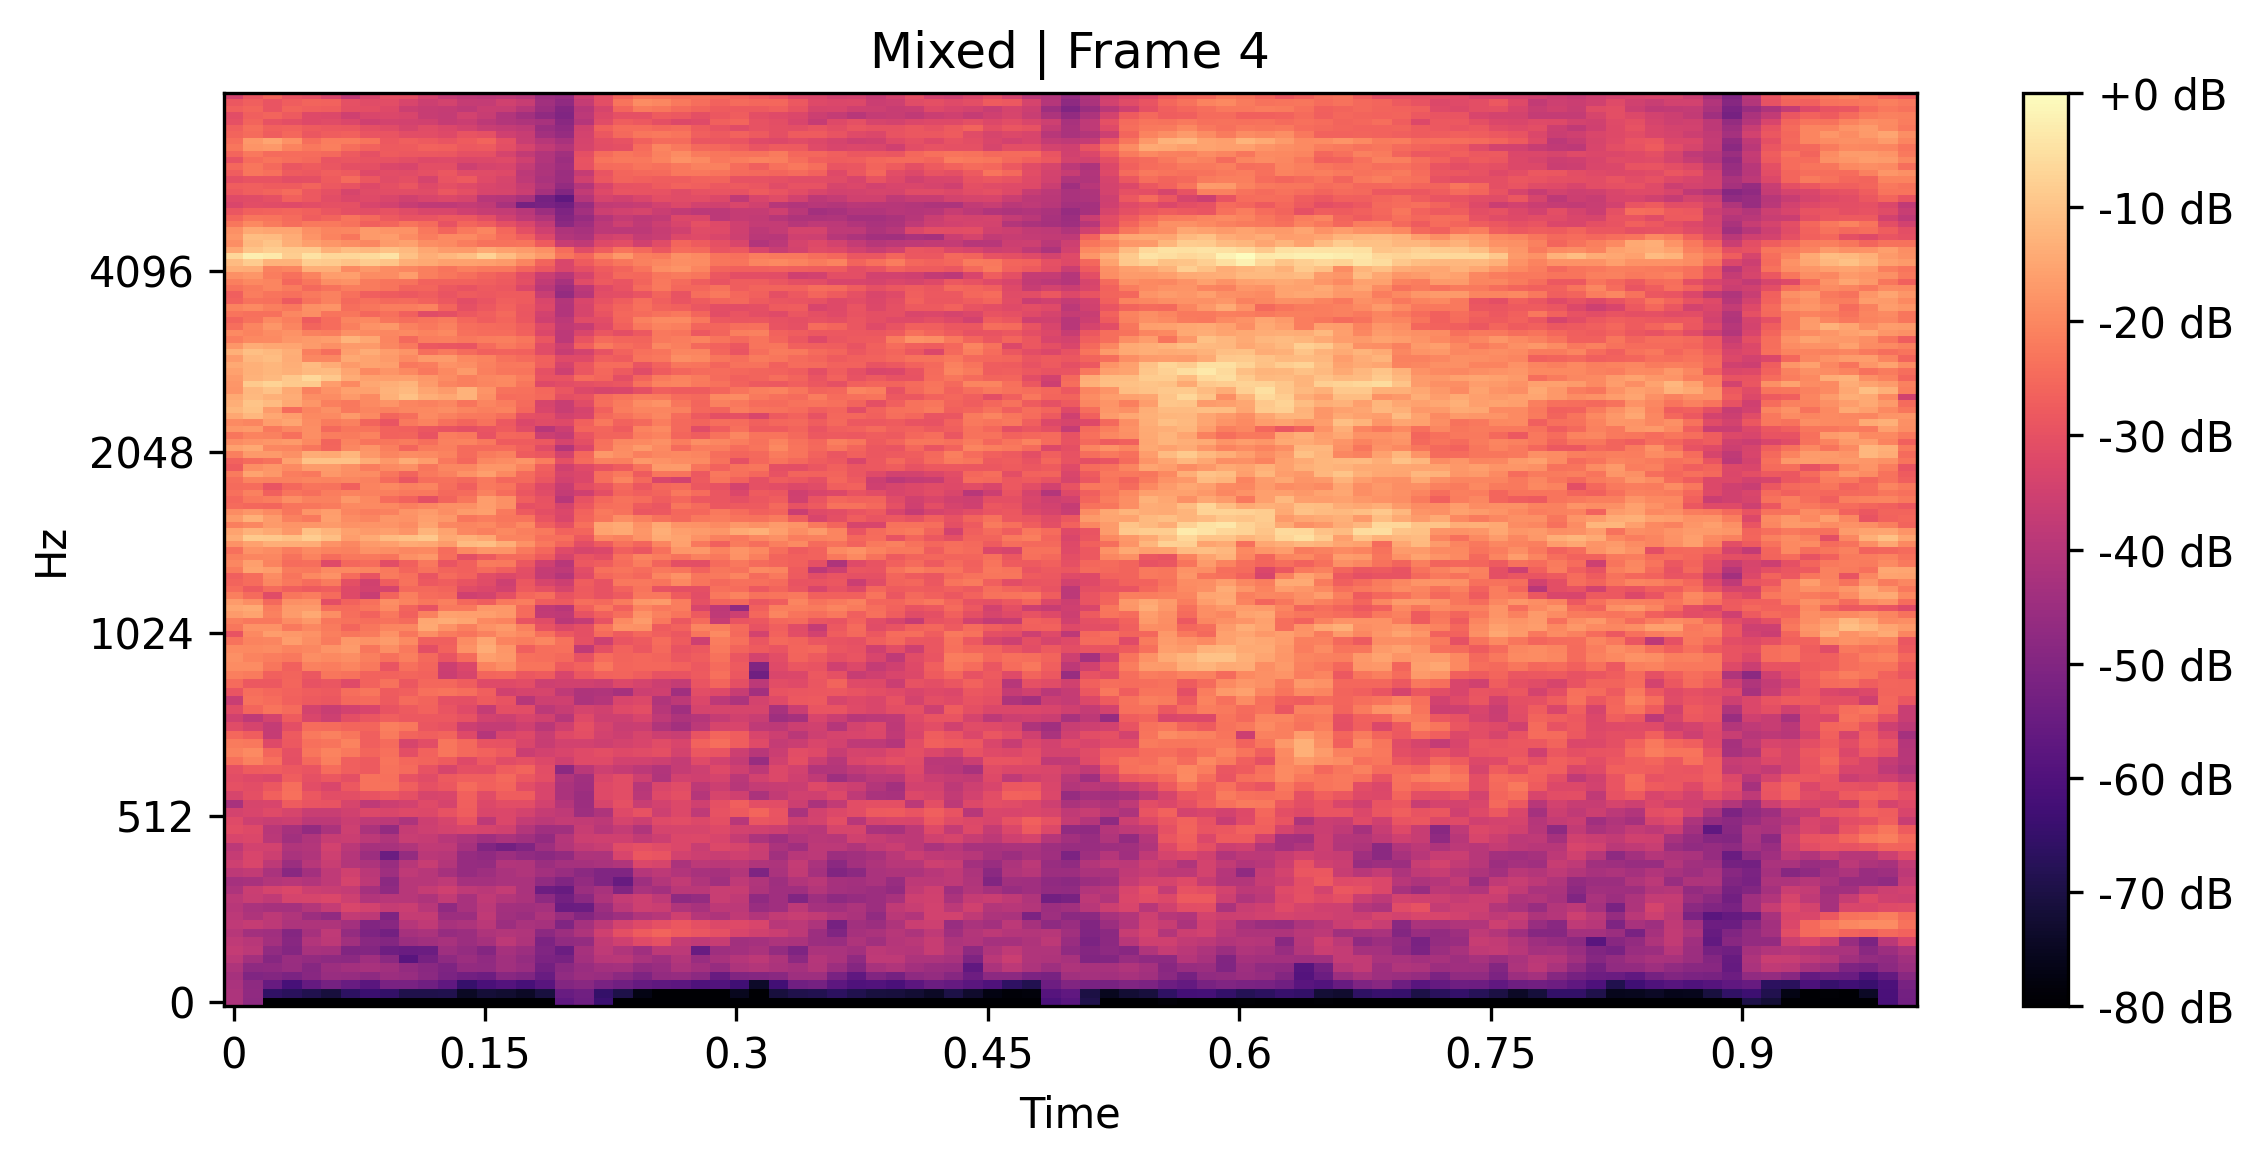 Mixed | Frame 4
+0 dB
-10 dB
-20 dB
-30 dB
-40 dB
-50 dB
-60 dB
-70 dB
-80 dB
Hz
4096
2048
1024
512
0
0 0.15 0.3 0.45 0.6 0.75 0.9
Time